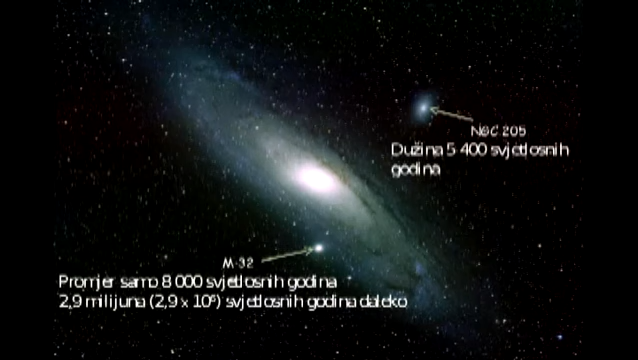 NGC 205
Dužina 5 400 svjetlosnih
godina
M-32
Promjer samo 8 000 svjetlosnih godina
2,9 milijuna (2,9 x 10⁶) svjetlosnih godina daleko